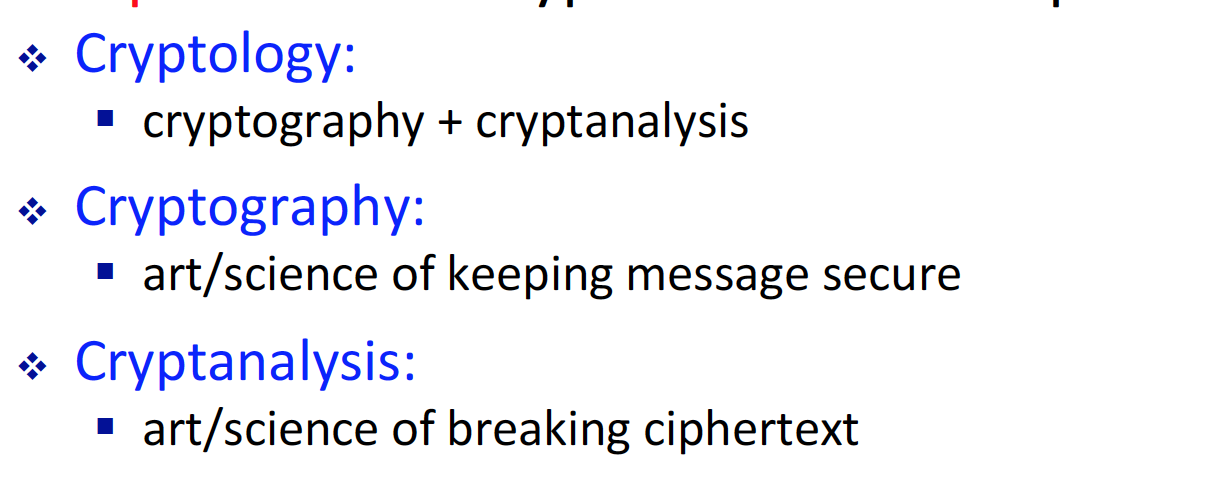 Cryptology:
cryptography + cryptanalysis
Cryptography:
art/science of keeping message secure
Cryptanalysis:
art/science of breaking ciphertext